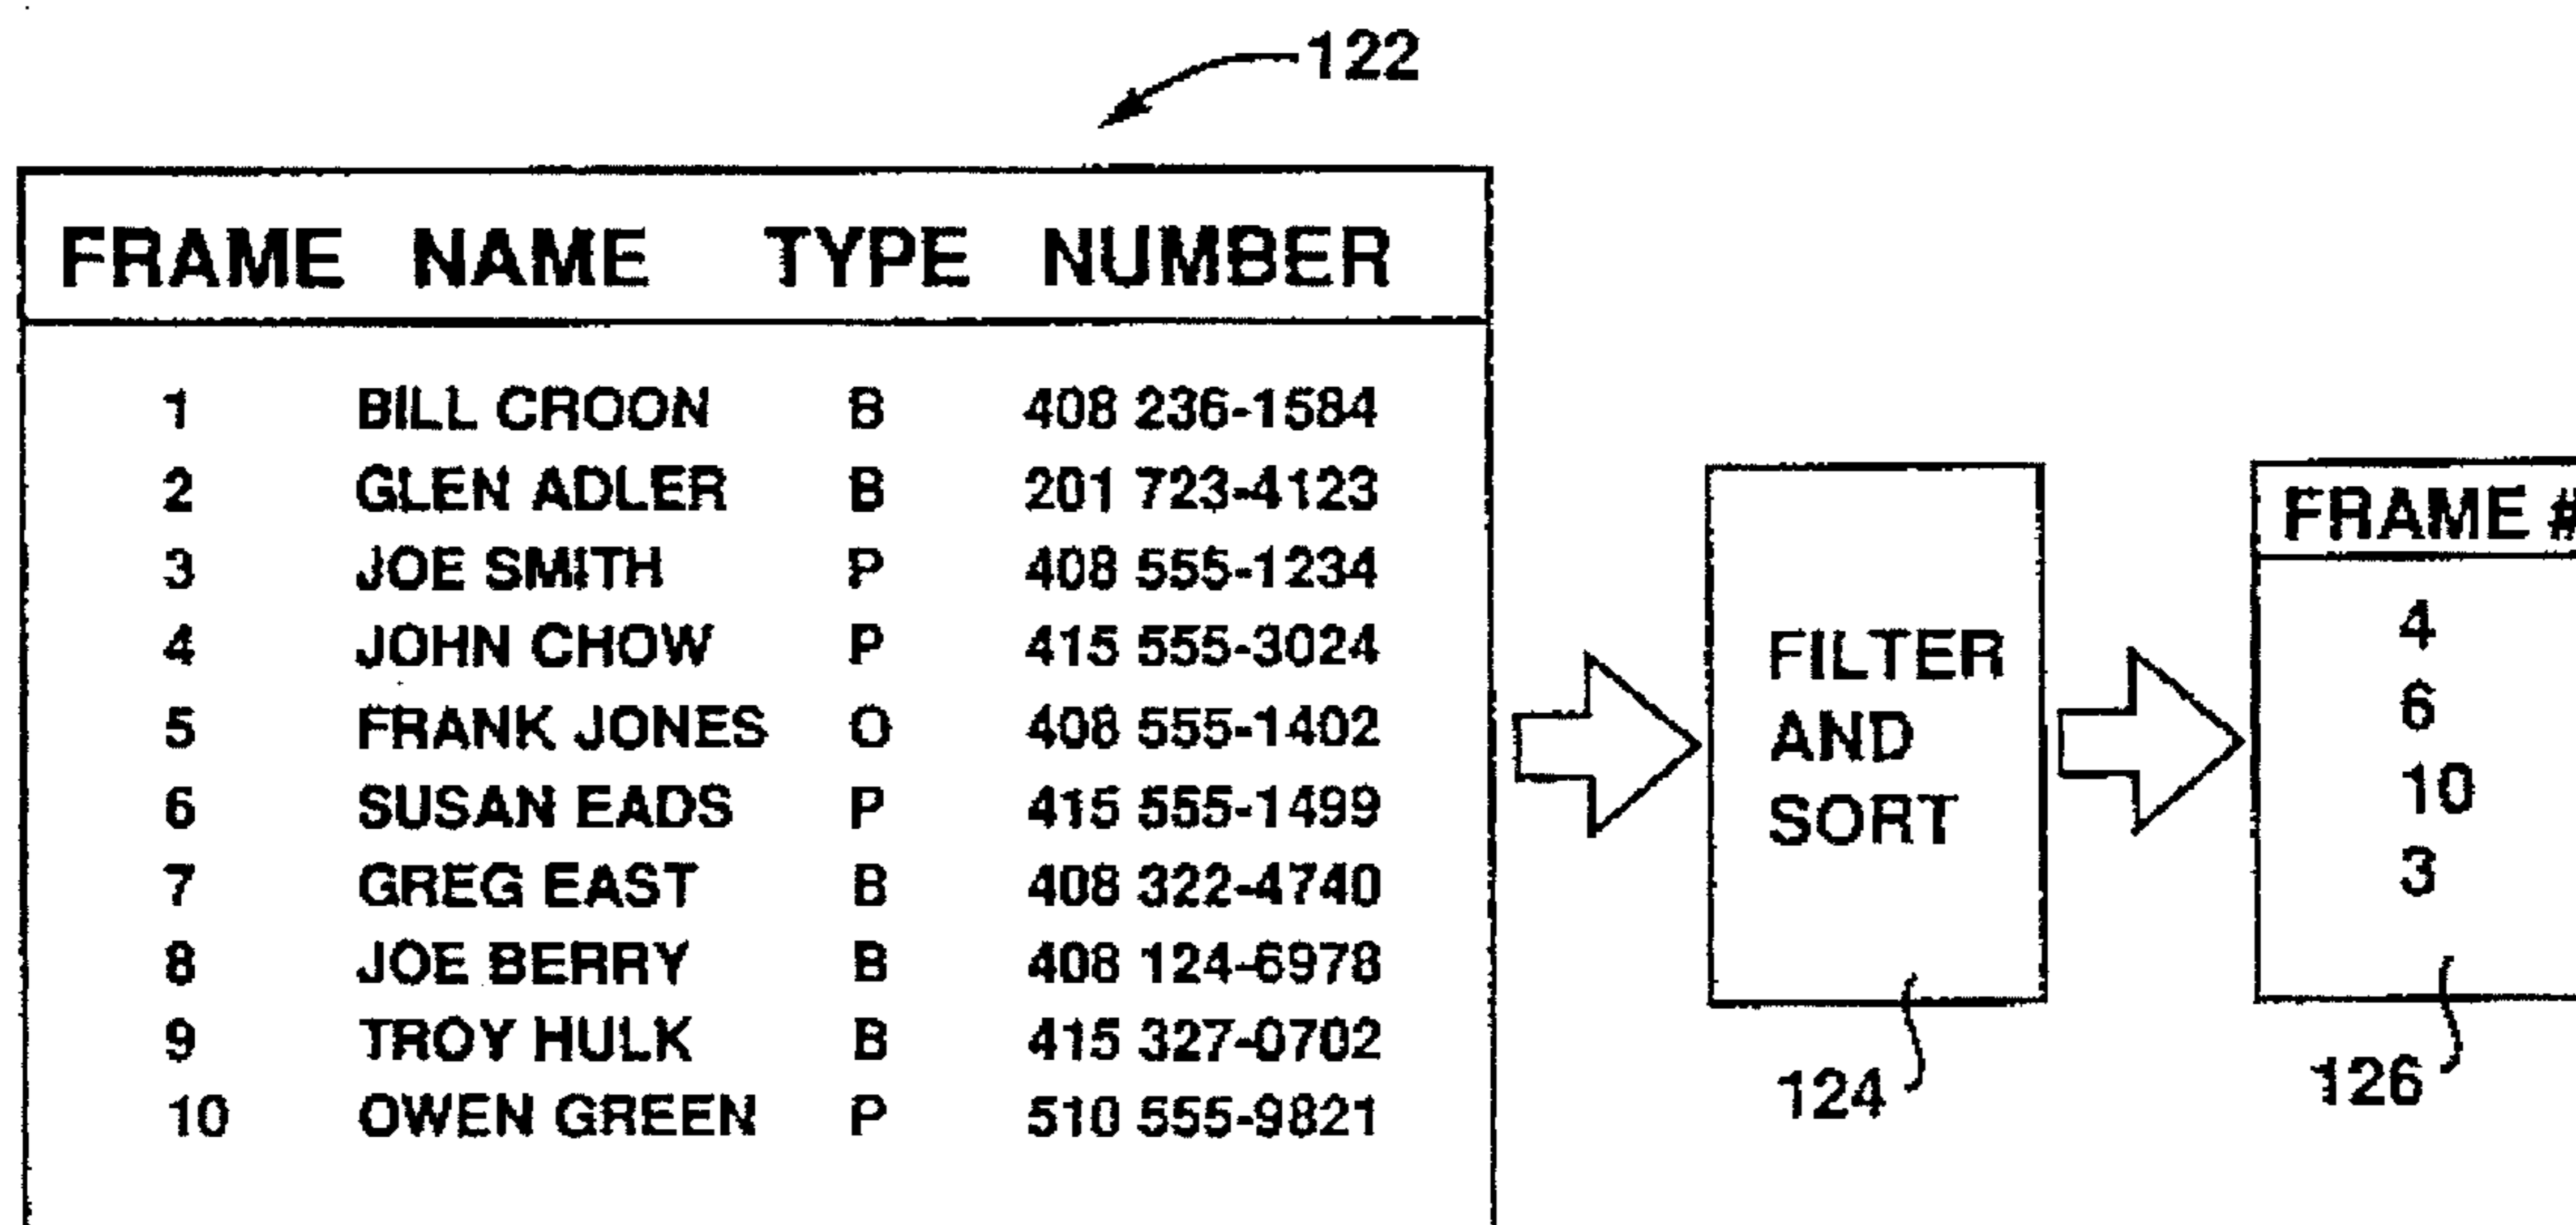 122
FRAME NAME TYPE NUMBER
1 BILL CROON B 408 236-1584
2 GLEN ADLER B 201 723-4123
3 JOE SMITH P 408 555-1234
4 JOHN CHOW P 415 555-3024
5 FRANK JONES O 408 555-1402
6 SUSAN EADS P 415 555-1499
7 GREG EAST B 408 322-4740
8 JOE BERRY B 408 124-6978
9 TROY HULK B 415 327-0702
10 OWEN GREEN P 510 555-9821
FILTER
AND
SORT
124
FRAME #
4
6
10
3
126